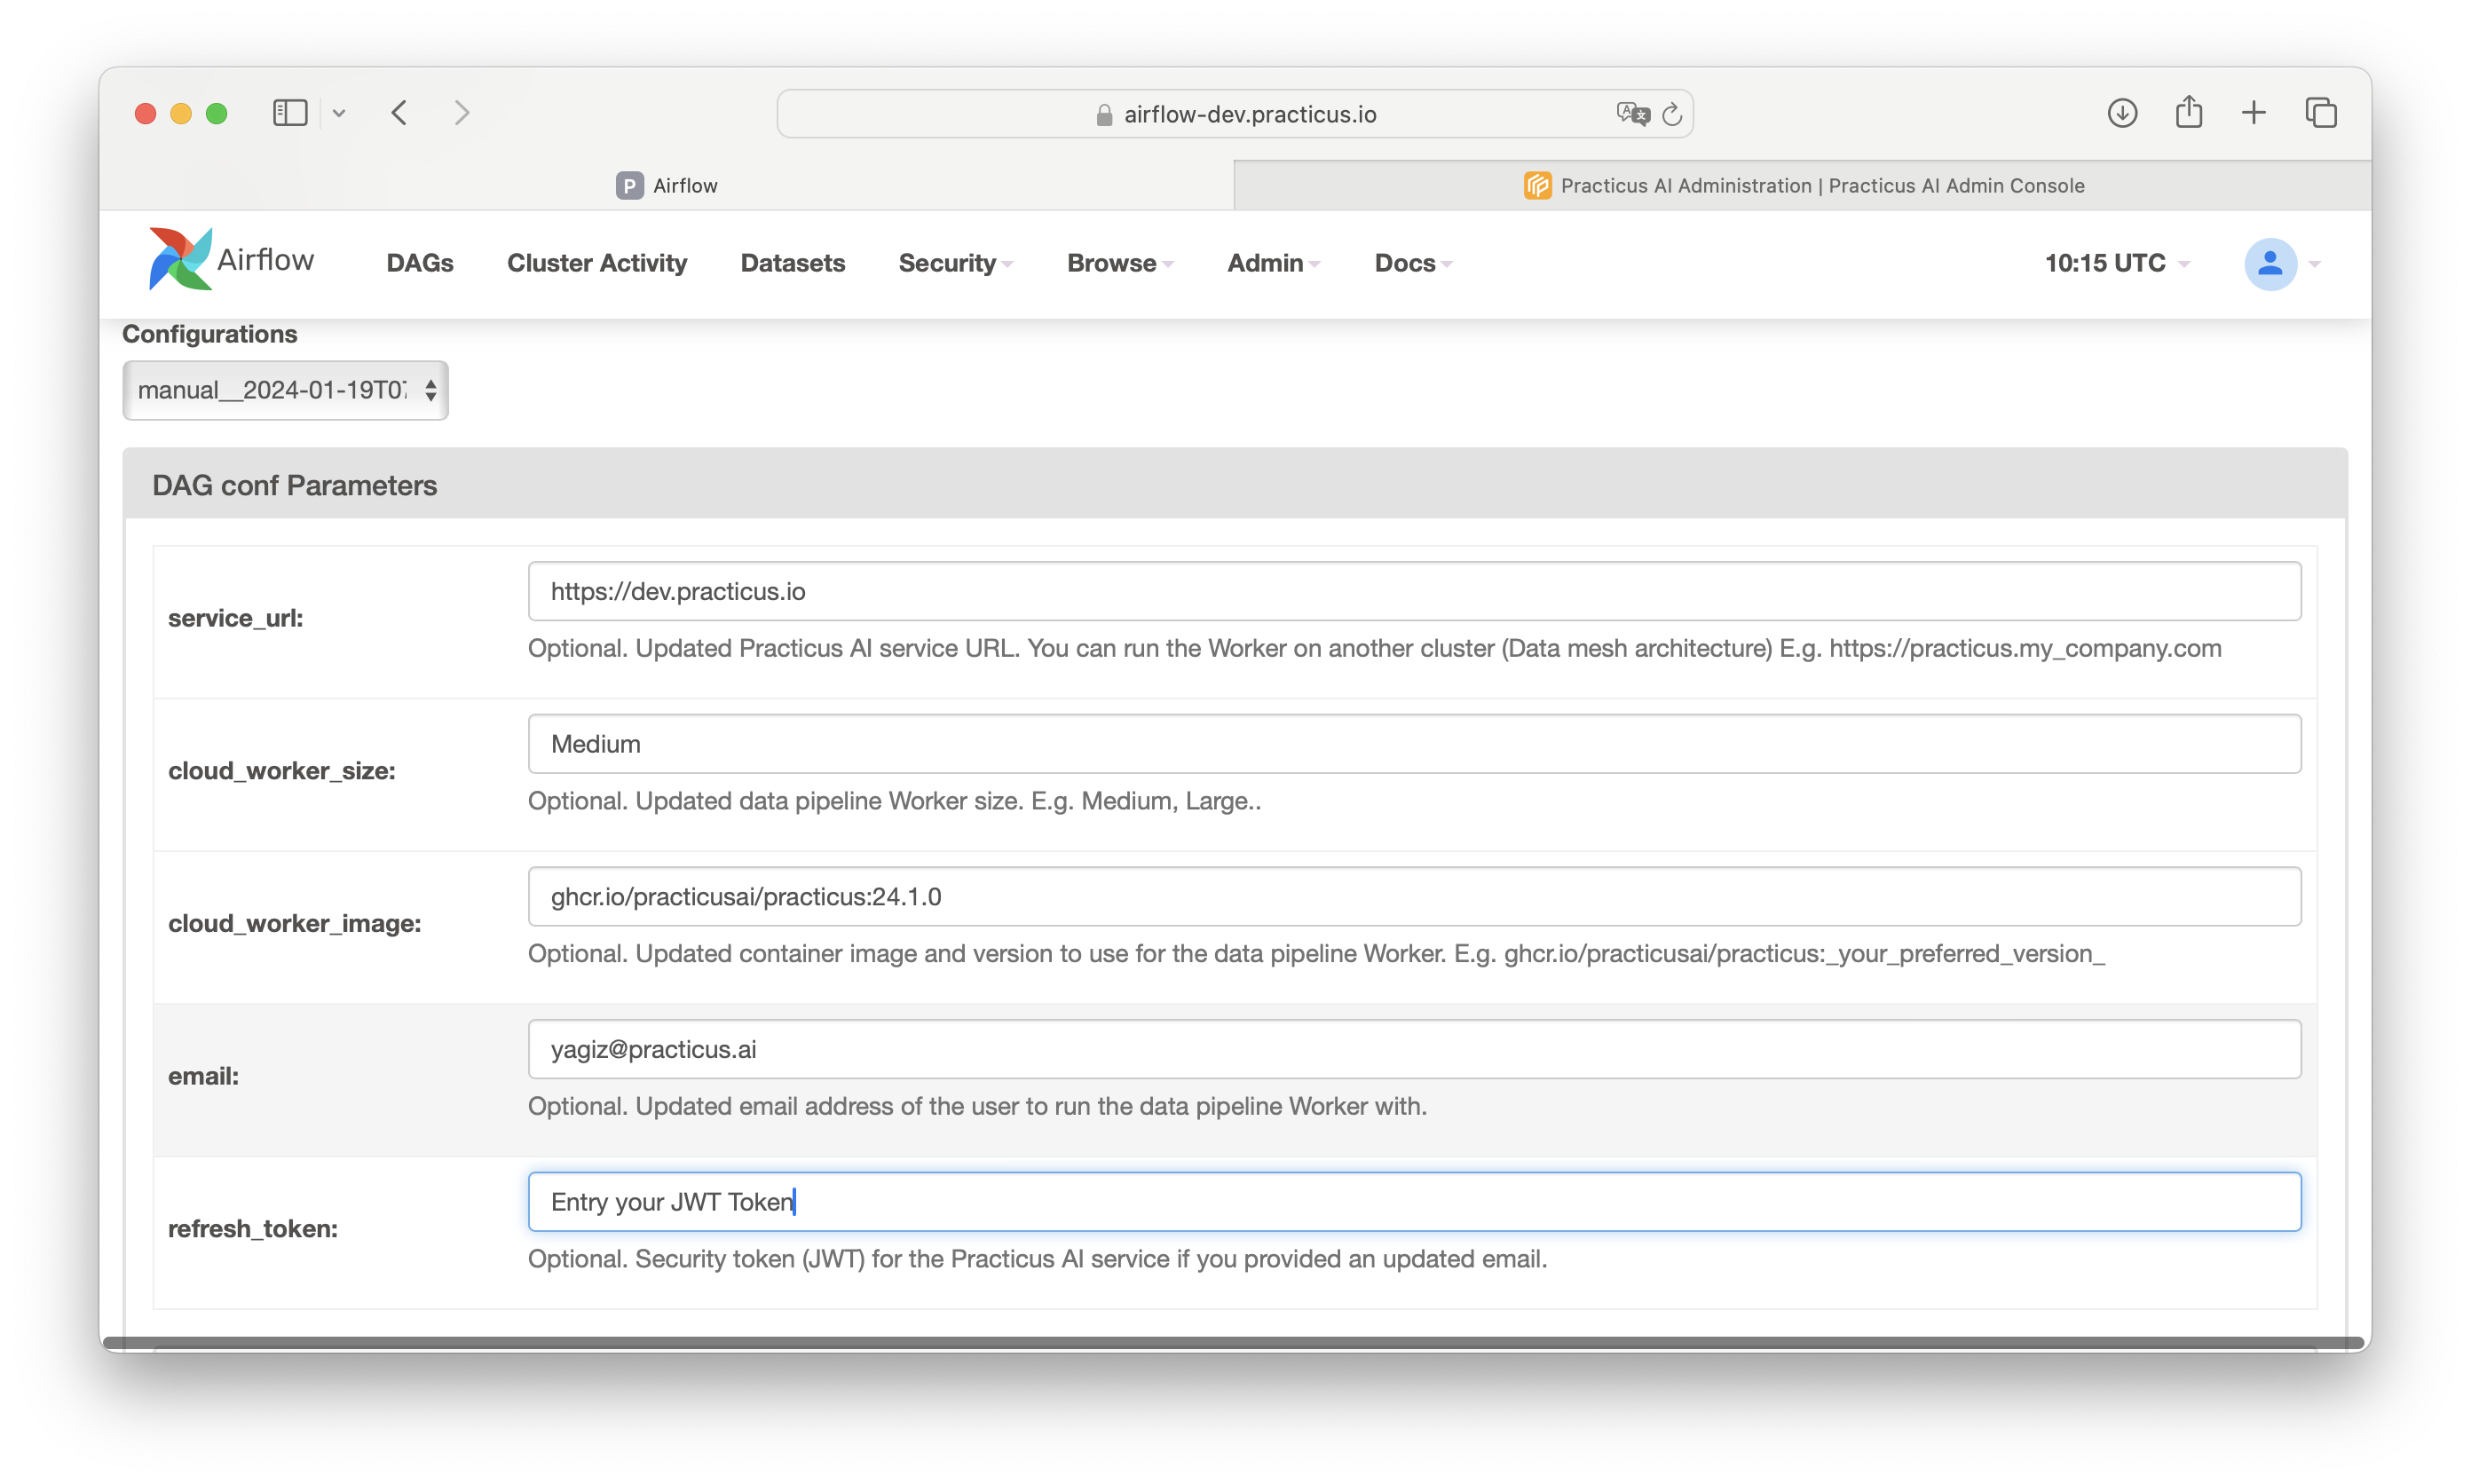 airflow-dev.practicus.io
P Airflow
Practicus AI Administration | Practicus AI Admin Console
Airflow DAGs Cluster Activity Datasets Security Browse Admin Docs 10:15 UTC
Configurations
manual__2024-01-19T07
DAG conf Parameters
service_url:
https://dev.practicus.io
Optional. Updated Practicus AI service URL. You can run the Worker on another cluster (Data mesh architecture) E.g. https://practicus.my_company.com
cloud_worker_size:
Medium
Optional. Updated data pipeline Worker size. E.g. Medium, Large..
cloud_worker_image:
ghcr.io/practicusai/practicus:24.1.0
Optional. Updated container image and version to use for the data pipeline Worker. E.g. ghcr.io/practicusai/practicus:_your_preferred_version_
email:
yagiz@practicus.ai
Optional. Updated email address of the user to run the data pipeline Worker with.
refresh_token:
Entry your JWT Token
Optional. Security token (JWT) for the Practicus AI service if you provided an updated email.